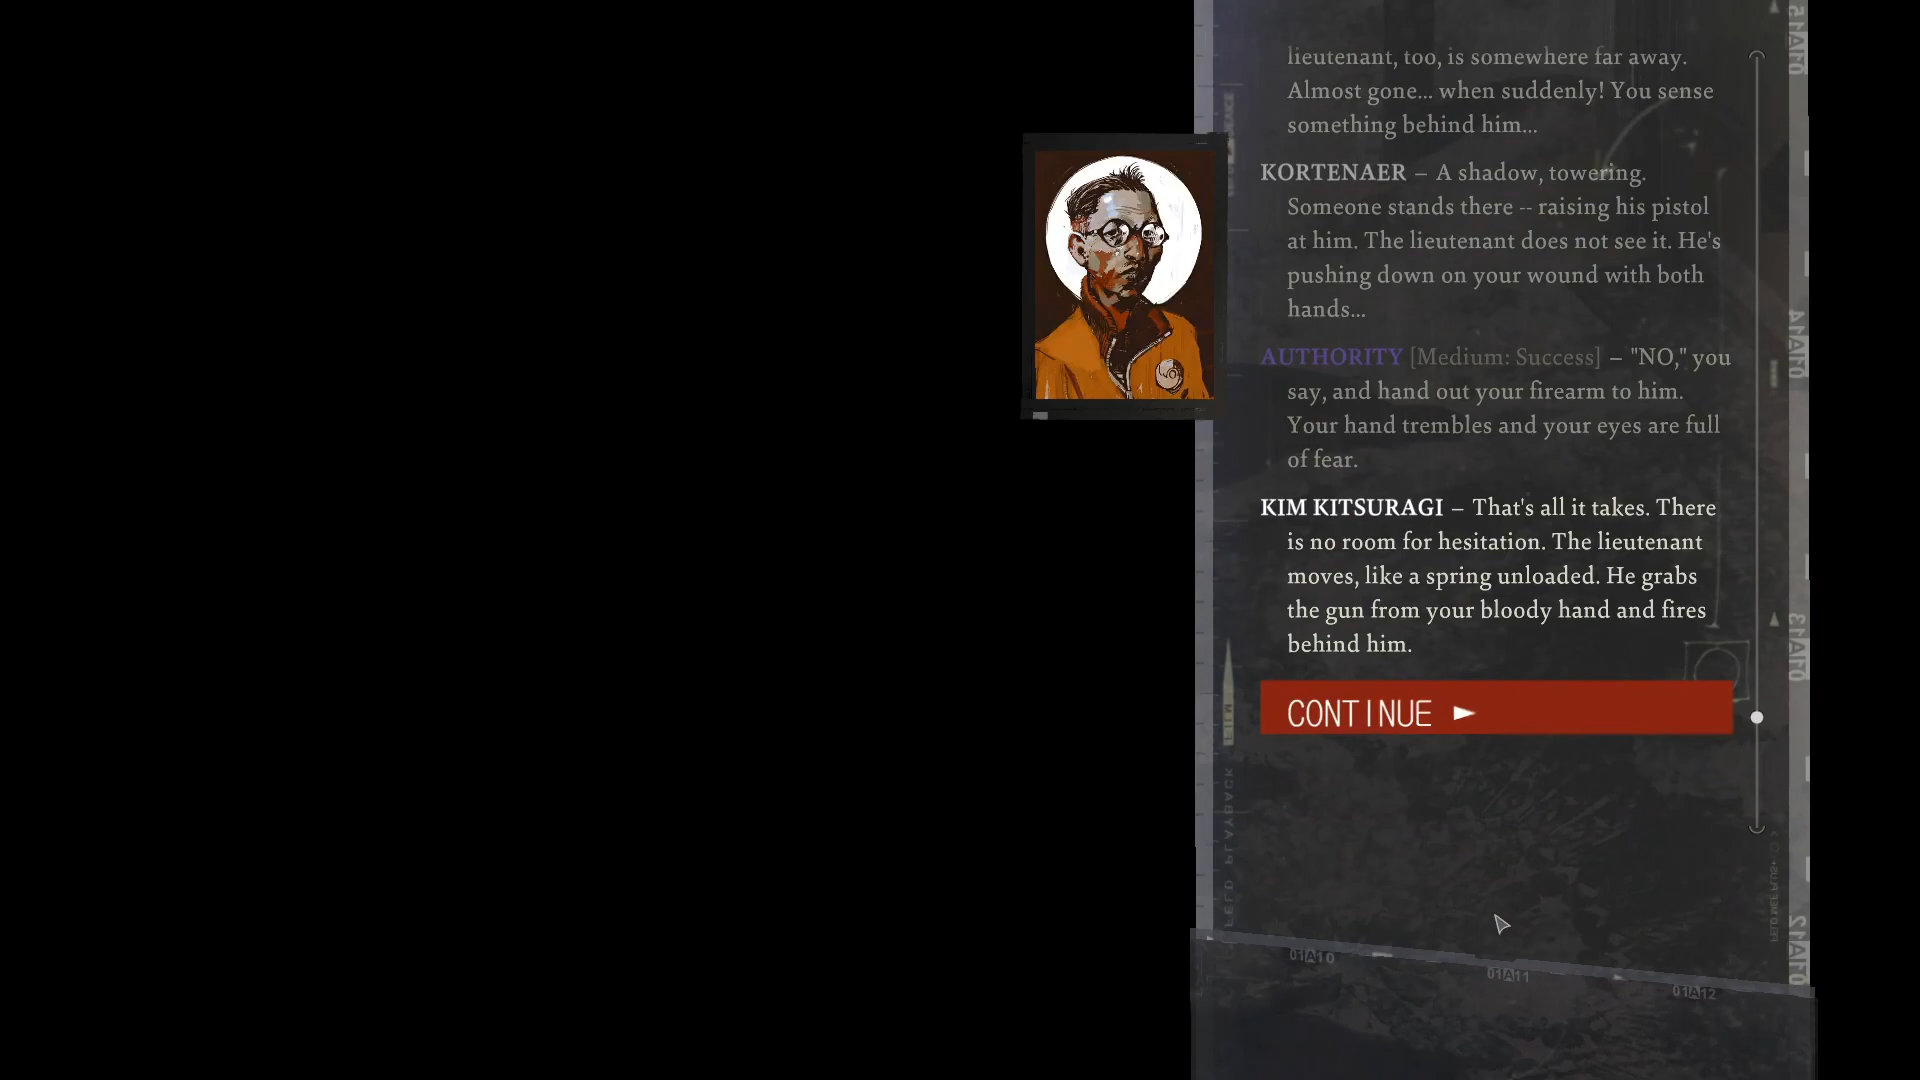 lieutenant, too, is somewhere far away.
Almost gone... when suddenly! You sense
something behind him...
KORTENAER – A shadow, towering.
Someone stands there -- raising his pistol
at him. The lieutenant does not see it. He's
pushing down on your wound with both
hands...
AUTHORITY [Medium: Success] – "NO," you
say, and hand out your firearm to him.
Your hand trembles and your eyes are full
of fear.
KIM KITSURAGI – That's all it takes. There
is no room for hesitation. The lieutenant
moves, like a spring unloaded. He grabs
the gun from your bloody hand and fires
behind him.
CONTINUE
FELD PLAYBACK
01A10
01A11
01A12